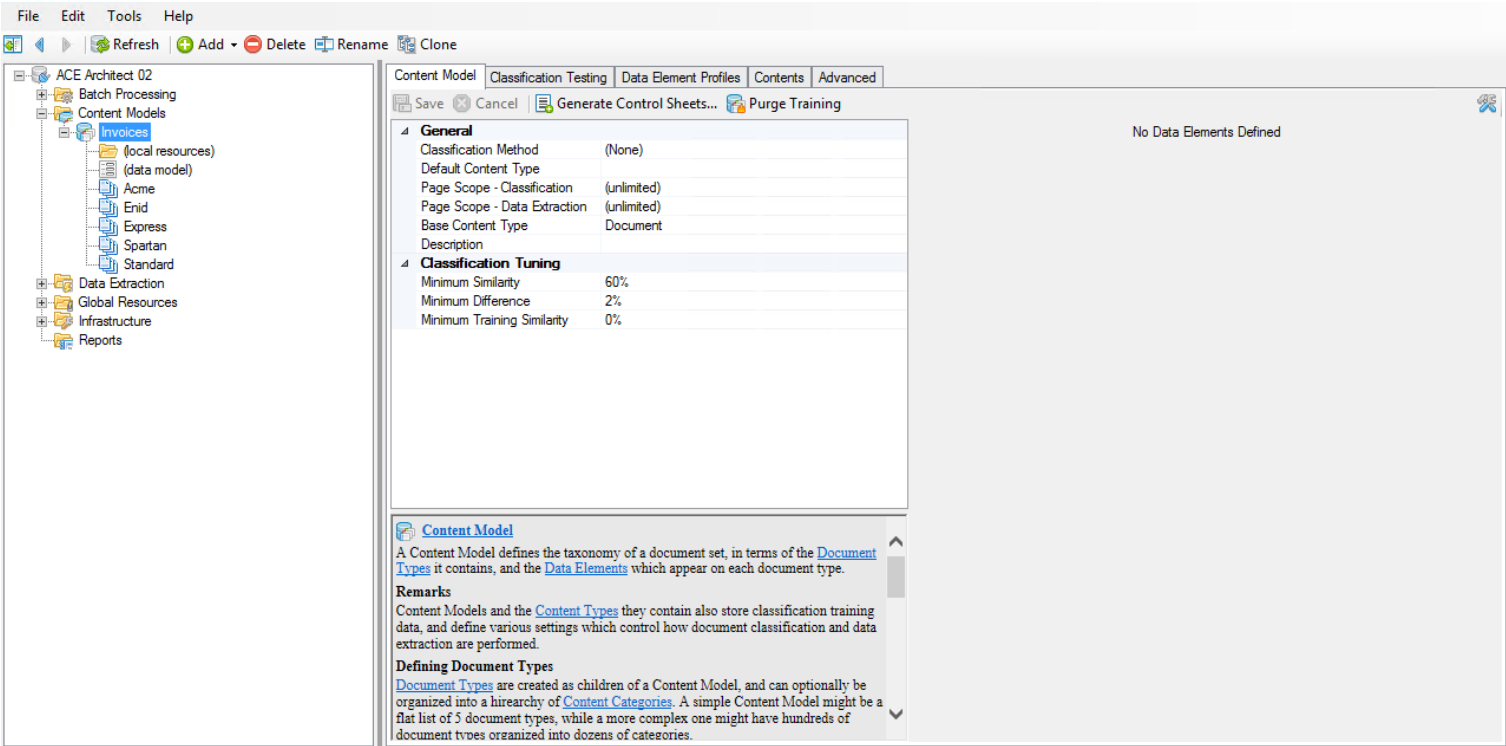 File Edit Tools Help
Refresh Add Delete Rename Clone
ACE Architect 02
Batch Processing
Content Models
Invoices
(local resources)
(data model)
Acme
Enid
Express
Spartan
Standard
Data Extraction
Global Resources
Infrastructure
Reports
Content Model Classification Testing Data Element Profiles Contents Advanced
Save Cancel Generate Control Sheets... Purge Training
General
Classification Method (None)
Default Content Type
Page Scope - Classification (unlimited)
Page Scope - Data Extraction (unlimited)
Base Content Type Document
Description
Classification Tuning
Minimum Similarity 60%
Minimum Difference 2%
Minimum Training Similarity 0%
No Data Elements Defined
Content Model
A Content Model defines the taxonomy of a document set, in terms of the Document
Types it contains, and the Data Elements which appear on each document type.
Remarks
Content Models and the Content Types they contain also store classification training
data, and define various settings which control how document classification and data
extraction are performed.
Defining Document Types
Document Types are created as children of a Content Model, and can optionally be
organized into a hirearchy of Content Categories. A simple Content Model might be a
flat list of 5 document types, while a more complex one might have hundreds of
document types organized into dozens of categories.